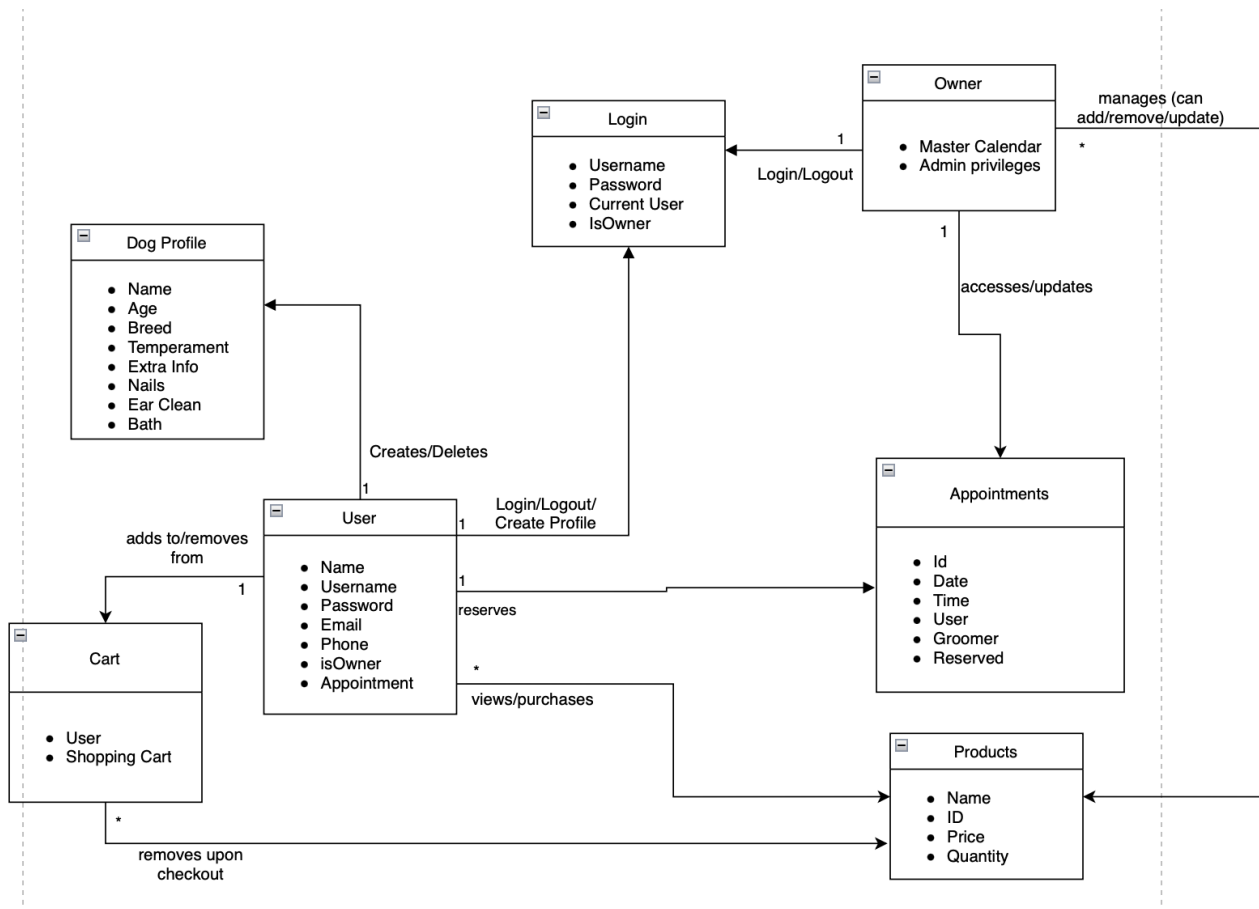 Owner
Master Calendar
Admin privileges
manages (can
add/remove/update)
*
Login
Username
Password
Current User
IsOwner
1
Login/Logout
1
accesses/updates
Dog Profile
Name
Age
Breed
Temperament
Extra Info
Nails
Ear Clean
Bath
Creates/Deletes
1
User
Name
Username
Password
Email
Phone
isOwner
Appointment
1
Login/Logout/
Create Profile
1
reserves
*
views/purchases
adds to/removes
from
1
Cart
User
Shopping Cart
*
removes upon
checkout
Appointments
Id
Date
Time
User
Groomer
Reserved
Products
Name
ID
Price
Quantity